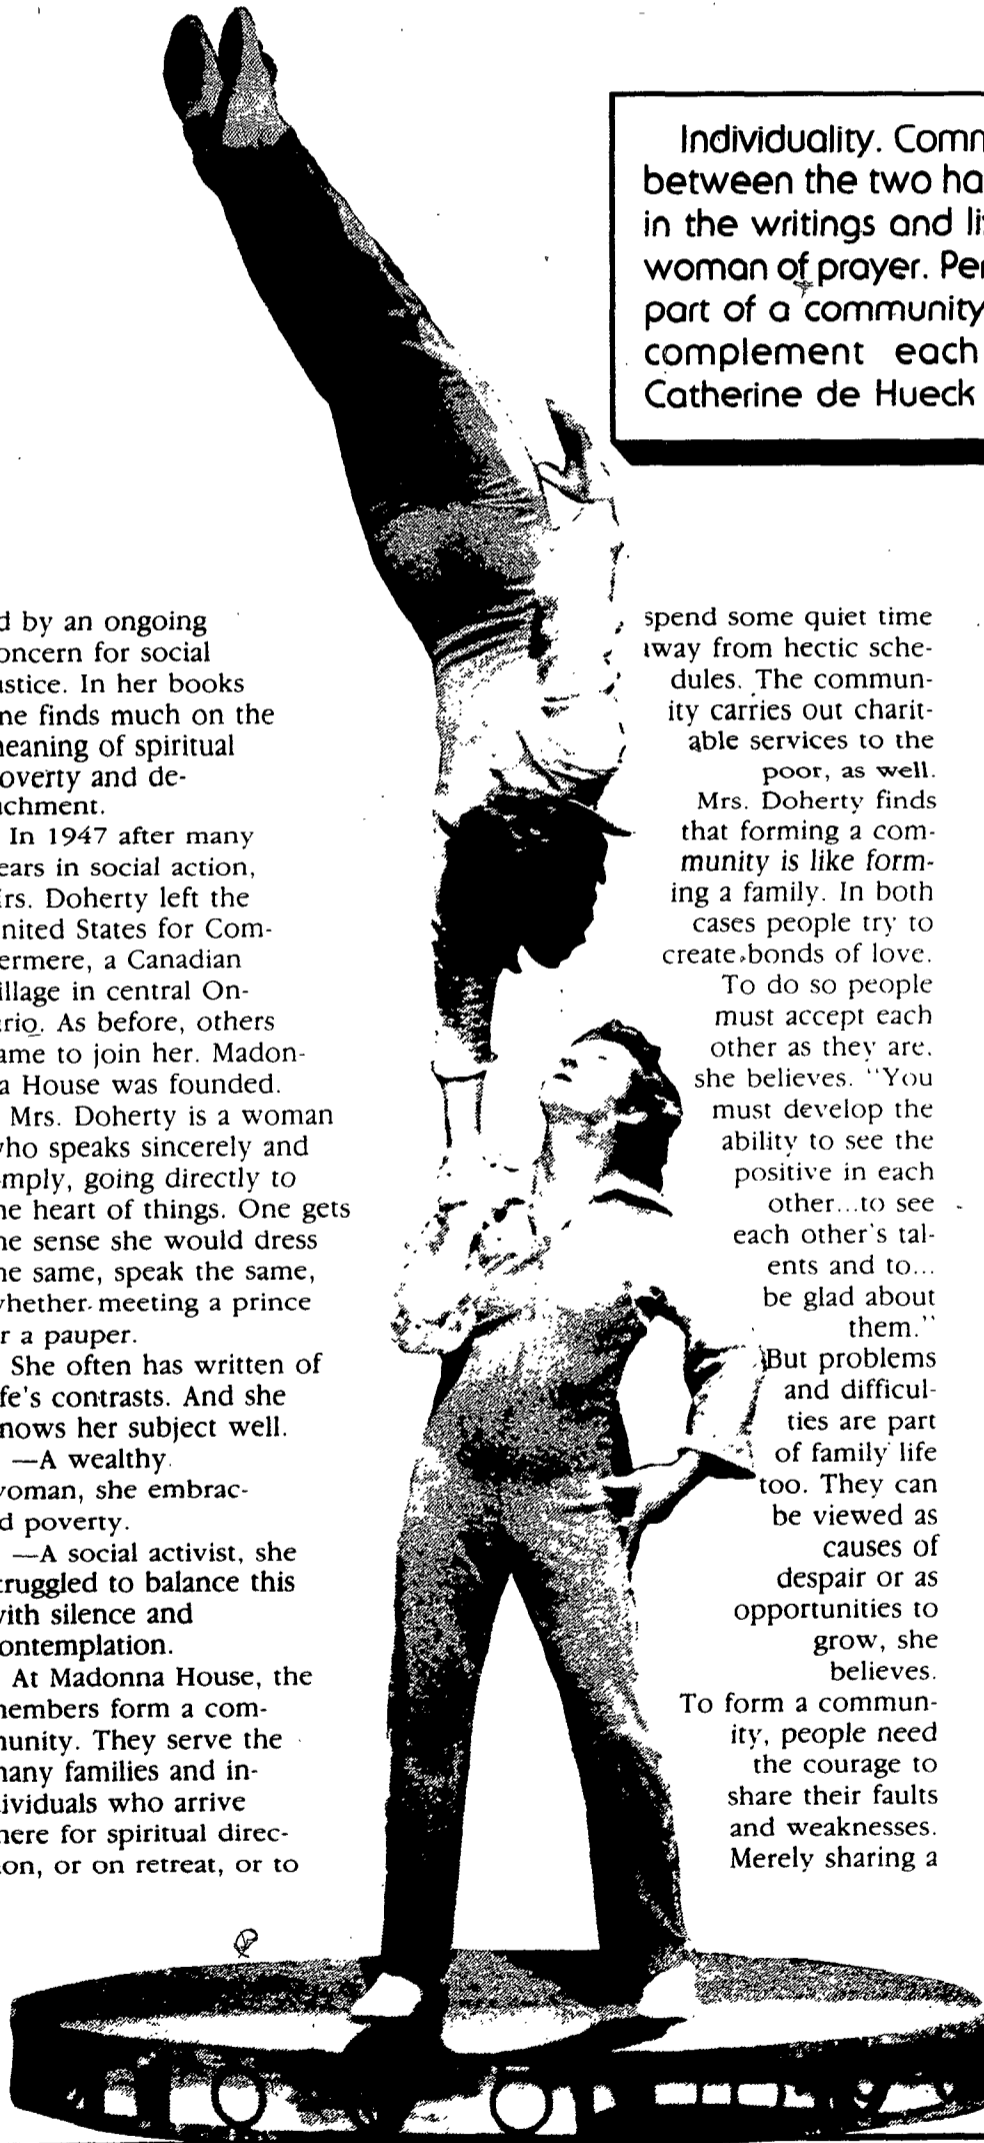 Individuality. Comm
between the two ha
in the writings and li
woman of prayer. Per
part of a community
complement each
Catherine de Hueck
d by an ongoing
oncern for social
ustice. In her books
ne finds much on the
neaning of spiritual
overty and de-
achment.
In 1947 after many
ears in social action,
rs. Doherty left the
nited States for Com-
ermere, a Canadian
illage in central On-
rio. As before, others
ame to join her. Madon-
a House was founded.
Mrs. Doherty is a woman
ho speaks sincerely and
mply, going directly to
he heart of things. One gets
he sense she would dress
he same, speak the same,
hether meeting a prince
r a pauper.
She often has written of
fe's contrasts. And she
nows her subject well.
—A wealthy
oman, she embrac-
d poverty.
—A social activist, she
truggled to balance this
ith silence and
ontemplation.
At Madonna House, the
nembers form a com-
unity. They serve the
any families and in-
ividuals who arrive
here for spiritual direc-
on, or on retreat, or to
spend some quiet time
away from hectic sche-
dules. The commun-
ity carries out charit-
able services to the
poor, as well.
Mrs. Doherty finds
that forming a com-
munity is like form-
ing a family. In both
cases people try to
create bonds of love.
To do so people
must accept each
other as they are.
she believes. "You
must develop the
ability to see the
positive in each
other...to see
each other's tal-
ents and to...
be glad about
them."
But problems
and difficul-
ties are part
of family life
too. They can
be viewed as
causes of
despair or as
opportunities to
grow, she
believes.
To form a commun-
ity, people need
the courage to
share their faults
and weaknesses.
Merely sharing a